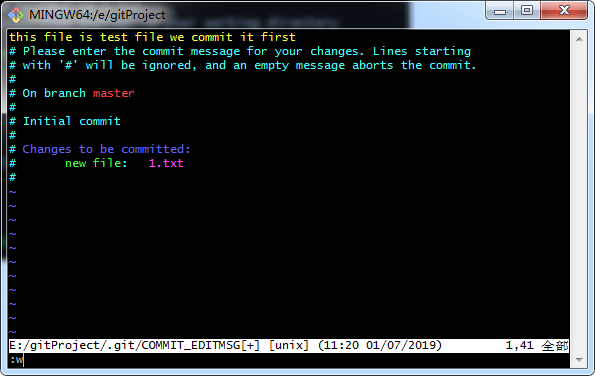 MINGW64:/e/gitProject
this file is test file we commit it first
# Please enter the commit message for your changes. Lines starting
# with '#' will be ignored, and an empty message aborts the commit.
#
# On branch master
#
# Initial commit
#
# Changes to be committed:
#       new file:   1.txt
#
~
~
~
~
~
~
~
~
~
~
~
E:/gitProject/.git/COMMIT_EDITMSG[+] [unix] (11:20 01/07/2019) 1,41 全部
:w